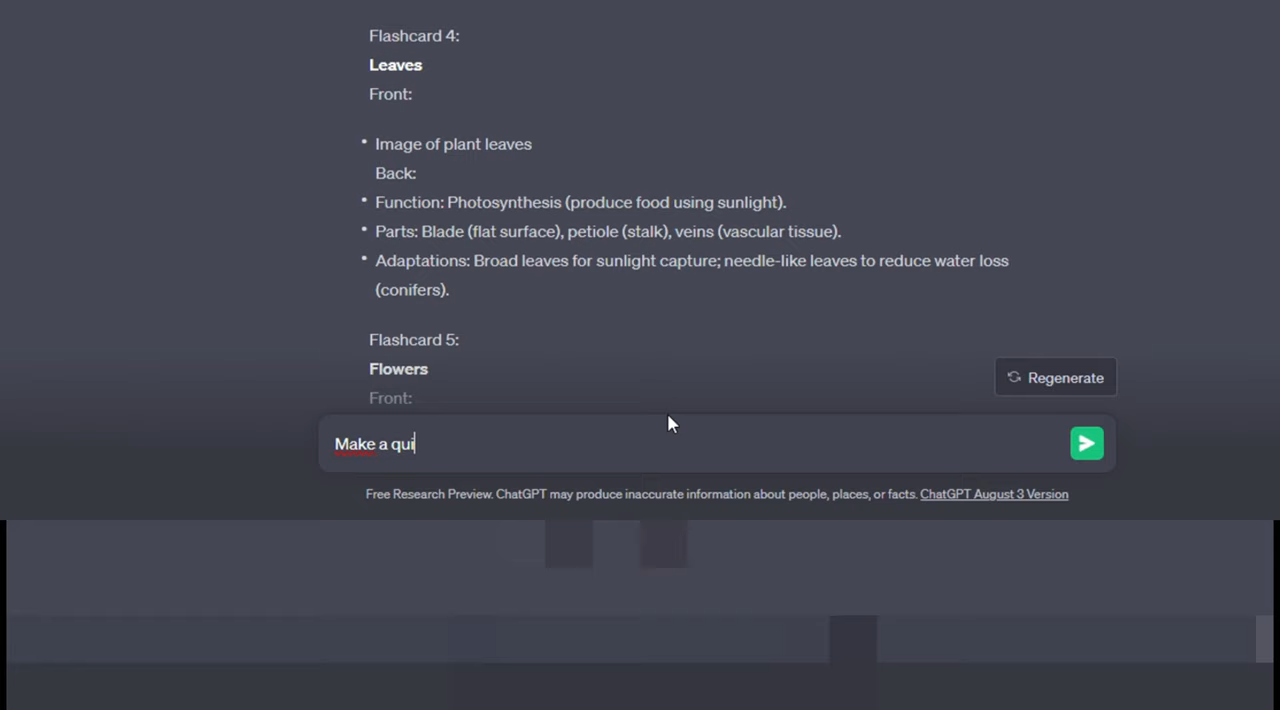 Flashcard 4:
Leaves
Front:
• Image of plant leaves
Back:
• Function: Photosynthesis (produce food using sunlight).
• Parts: Blade (flat surface), petiole (stalk), veins (vascular tissue).
• Adaptations: Broad leaves for sunlight capture; needle-like leaves to reduce water loss
(conifers).
Flashcard 5:
Flowers
Regenerate
Front:
Make a qui
Free Research Preview. ChatGPT may produce inaccurate information about people, places, or facts. ChatGPT August 3 Version